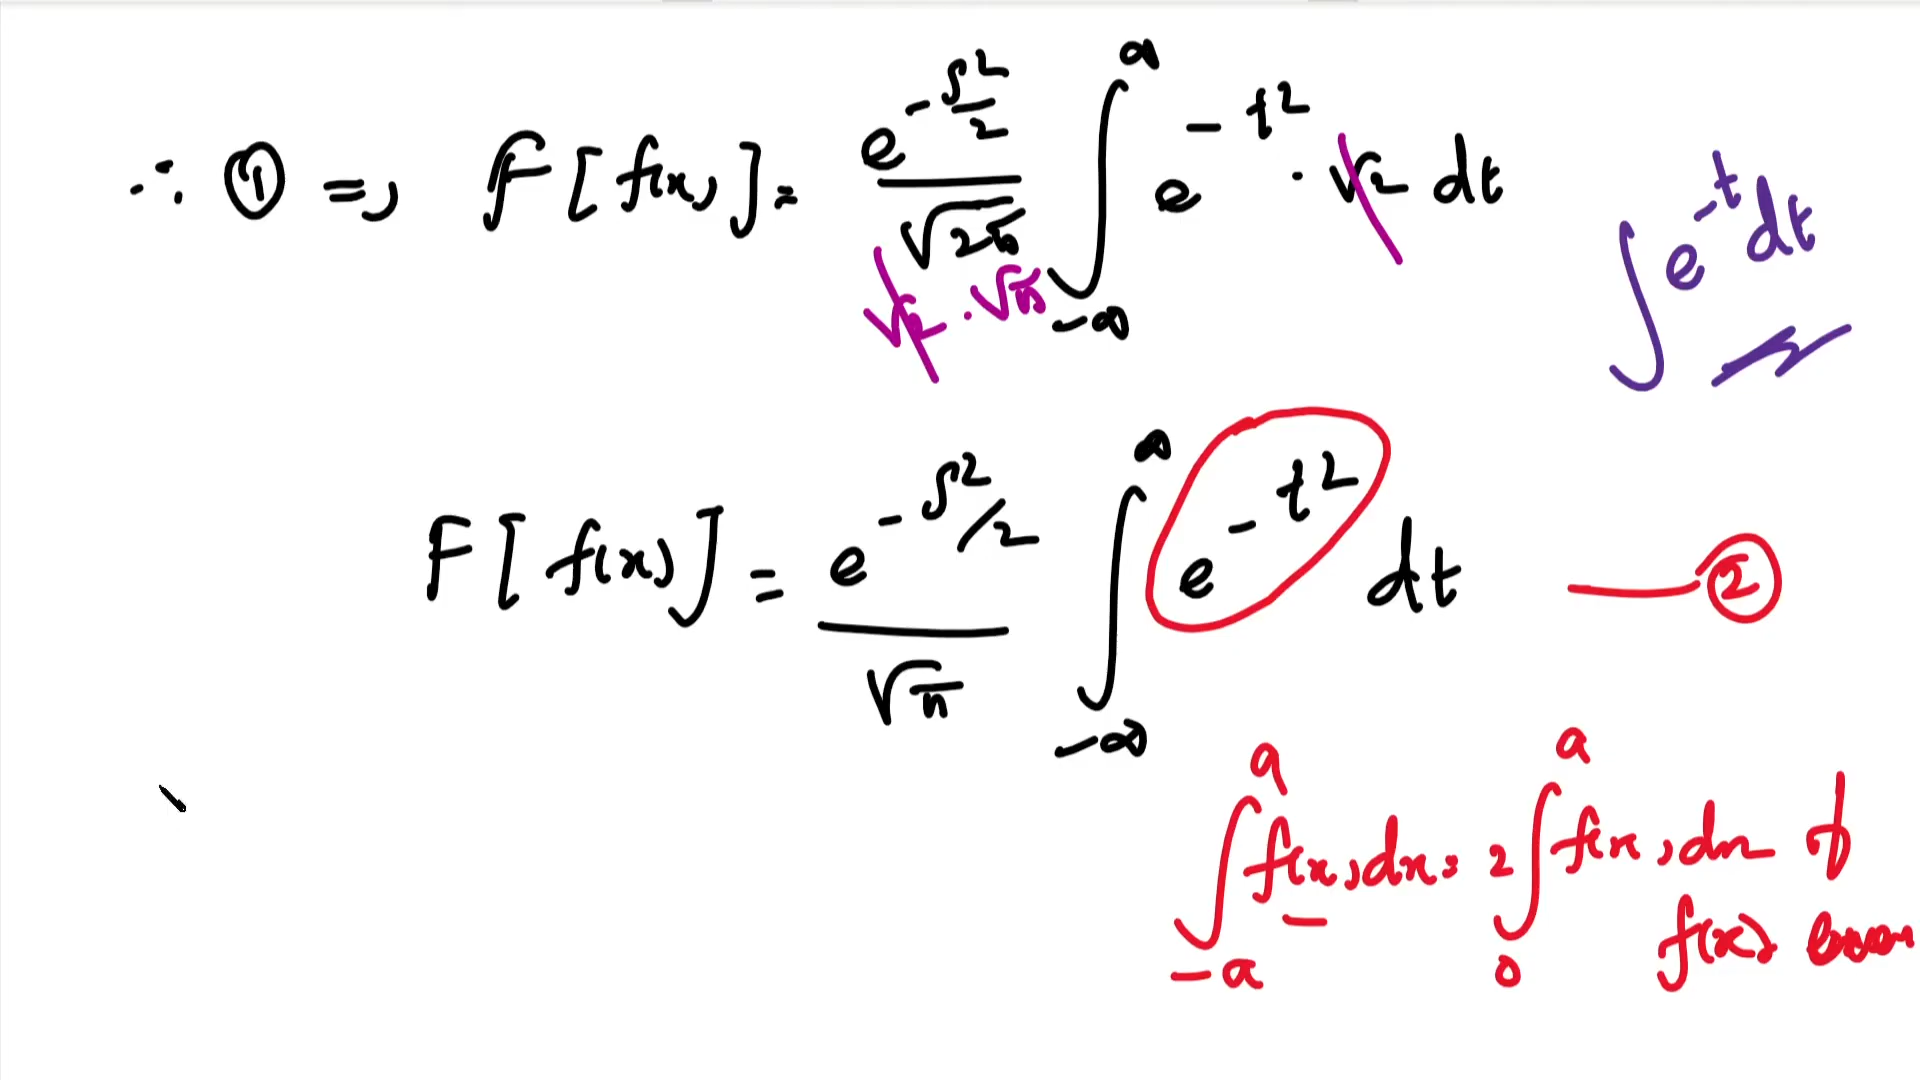 ∴ ① => F[f(x)] = e^{-s²/2} / √2π ∫_{-∞}^{∞} e^{-t²} · √2 dt
√2 · √π
∫ e^{-t} dt
F[f(x)] = e^{-s²/2} / √π ∫_{-∞}^{∞} e^{-t²} dt — ②
∫_{-a}^{a} f(x) dx = 2 ∫_{0}^{a} f(x) dx if
f(x) even